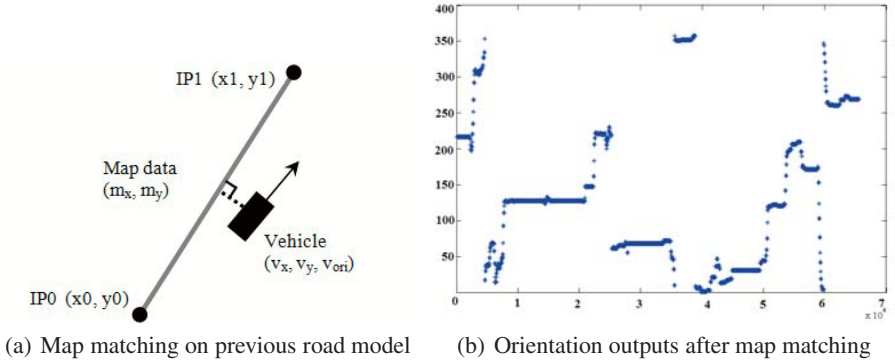 IP1 (x1, y1)
Map data
(mx, my)
Vehicle
(vx, vy, vori)
IP0 (x0, y0)
400
350
300
250
200
150
100
50
0 1 2 3 4 5 6 7
x 10⁴
(a) Map matching on previous road model
(b) Orientation outputs after map matching